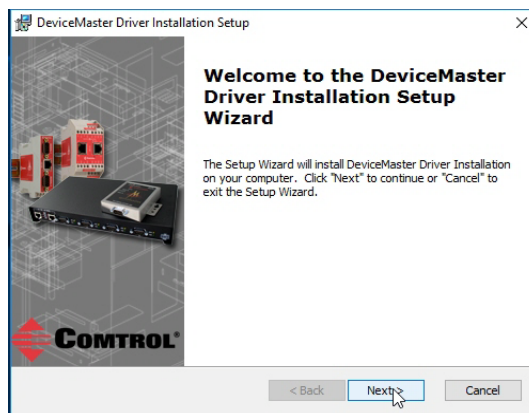 DeviceMaster Driver Installation Setup
Welcome to the DeviceMaster
Driver Installation Setup
Wizard
The Setup Wizard will install DeviceMaster Driver Installation
on your computer. Click "Next" to continue or "Cancel" to
exit the Setup Wizard.
COMTROL®
< Back
Next >
Cancel